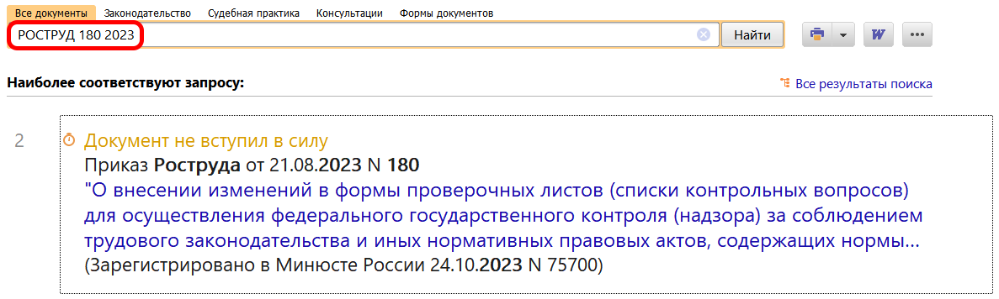 Все документы Законодательство Судебная практика Консультации Формы документов
РОСТРУД 180 2023 Найти W
Наиболее соответствуют запросу: Все результаты поиска
2 Документ не вступил в силу
Приказ Роструда от 21.08.2023 N 180
"О внесении изменений в формы проверочных листов (списки контрольных вопросов)
для осуществления федерального государственного контроля (надзора) за соблюдением
трудового законодательства и иных нормативных правовых актов, содержащих нормы...
(Зарегистрировано в Минюсте России 24.10.2023 N 75700)